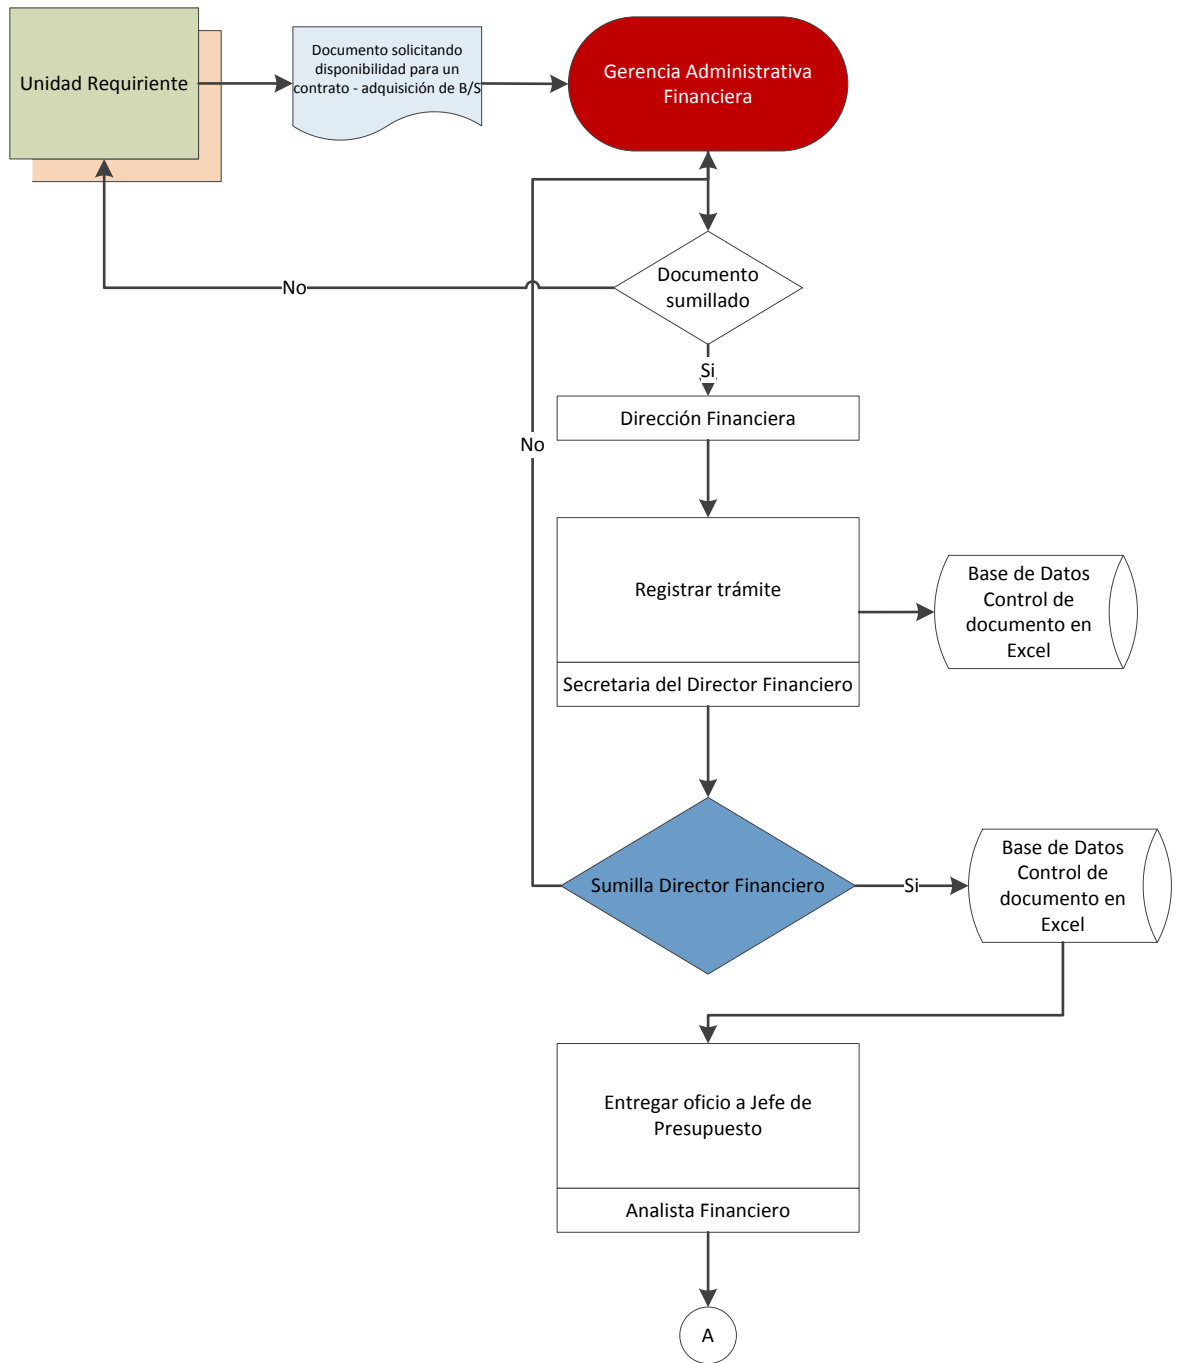 Unidad Requiriente
Documento solicitando
disponibilidad para un
contrato - adquisición de B/S
Gerencia Administrativa
Financiera
Documento
sumillado
No
Si
Dirección Financiera
No
Registrar trámite
Secretaria del Director Financiero
Base de Datos
Control de
documento en
Excel
Sumilla Director Financiero
Si
Base de Datos
Control de
documento en
Excel
Entregar oficio a Jefe de
Presupuesto
Analista Financiero
A